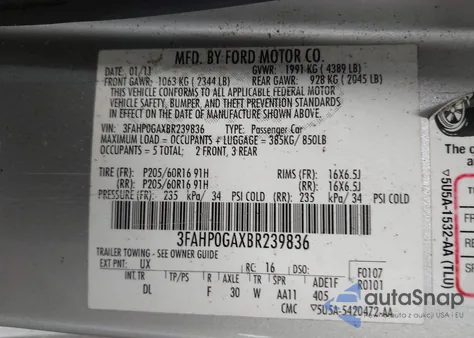 MFD. BY FORD MOTOR CO.
DATE: 01/11 GVWR: 1991 KG ( 4389 LB)
FRONT GAWR: 1063 KG ( 2344 LB) REAR GAWR: 928 KG ( 2045 LB)
THIS VEHICLE CONFORMS TO ALL APPLICABLE FEDERAL MOTOR
VEHICLE SAFETY, BUMPER, AND THEFT PREVENTION STANDARDS
IN EFFECT ON THE DATE OF MANUFACTURE SHOWN ABOVE.
VIN: 3FAHP0GAXBR239836 TYPE: Passenger Car
MAXIMUM LOAD = OCCUPANTS + LUGGAGE = 385KG/ 850LB
OCCUPANTS = 5 TOTAL: 2 FRONT, 3 REAR
TIRE (FR): P205/60R16 91H RIMS (FR): 16X6.5J
(RR): P205/60R16 91H (RR): 16X6.5J
PRESSURE(FR): 235 kPa/ 34 PSI COLD (RR): 235 kPa/ 34 PSI COLD
3FAHP0GAXBR239836
TRAILER TOWING - SEE OWNER GUIDE
EXT PNT: UX RC: 16 DSO: F0107
INT TR TP/PS R AXLE TR SPR ADE1F R0101
DL F 30 W AA11 405
CMC ▽5U5A-5420472-AA
▽5U5A-1532-AA (TLU)
The
a
FR
RE
SP
autoSnap